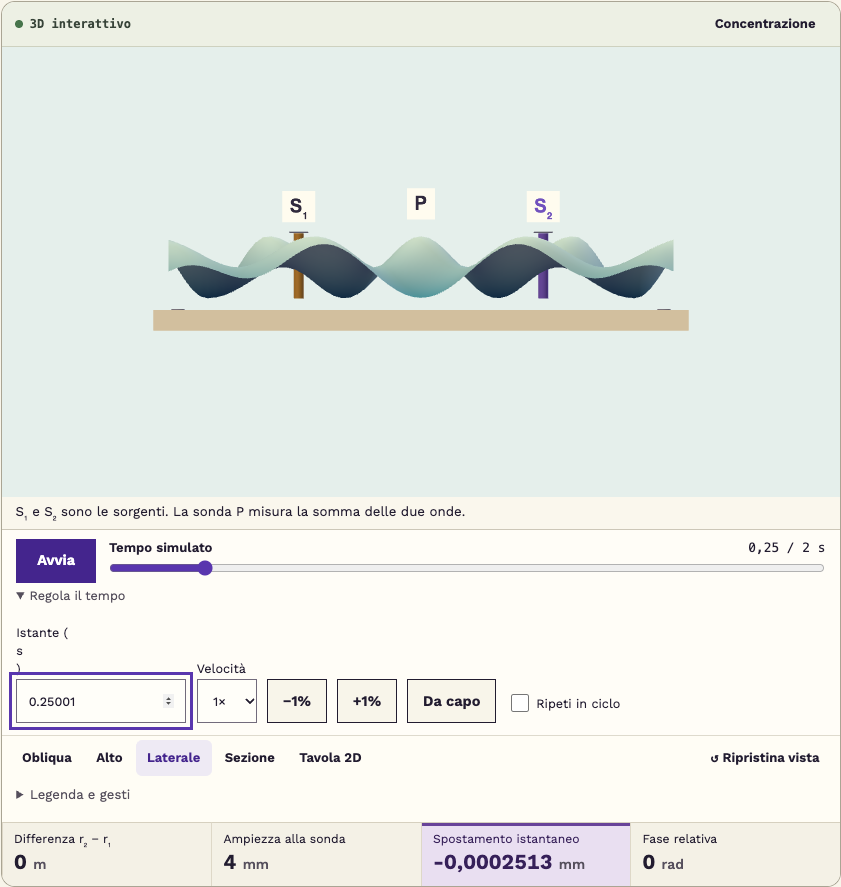 3D interattivo
Concentrazione
S₁
P
S₂
S₁ e S₂ sono le sorgenti. La sonda P misura la somma delle due onde.
Avvia
Tempo simulato
0,25 / 2 s
▼ Regola il tempo
Istante (
s
)
Velocità
0.25001
1×
−1%
+1%
Da capo
Ripeti in ciclo
Obliqua
Alto
Laterale
Sezione
Tavola 2D
↺ Ripristina vista
▶ Legenda e gesti
Differenza r₂ − r₁
0 m
Ampiezza alla sonda
4 mm
Spostamento istantaneo
-0,0002513 mm
Fase relativa
0 rad